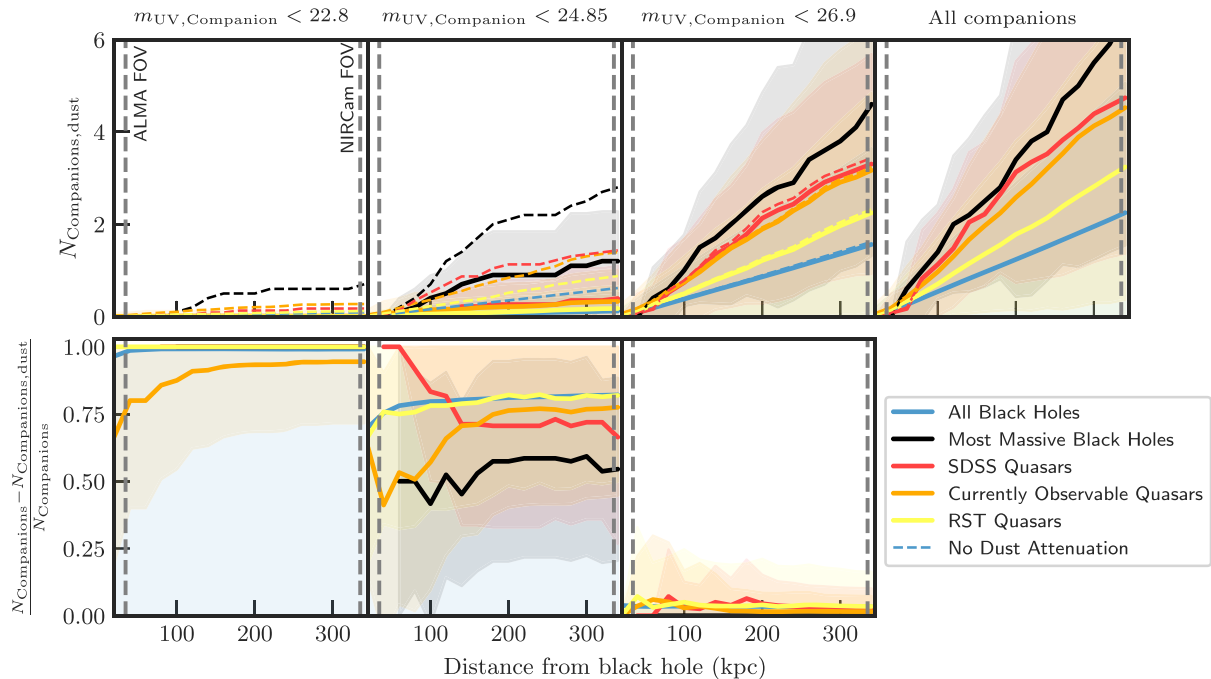 m_UV,Companion < 22.8
m_UV,Companion < 24.85
m_UV,Companion < 26.9
All companions
6
4
2
0
N_Companions,dust
ALMA FOV
NIRCam FOV
1.00
0.75
0.50
0.25
0.00
N_Companions − N_Companions,dust
N_Companions
100 200 300
100 200 300
100 200 300
Distance from black hole (kpc)
All Black Holes
Most Massive Black Holes
SDSS Quasars
Currently Observable Quasars
RST Quasars
No Dust Attenuation